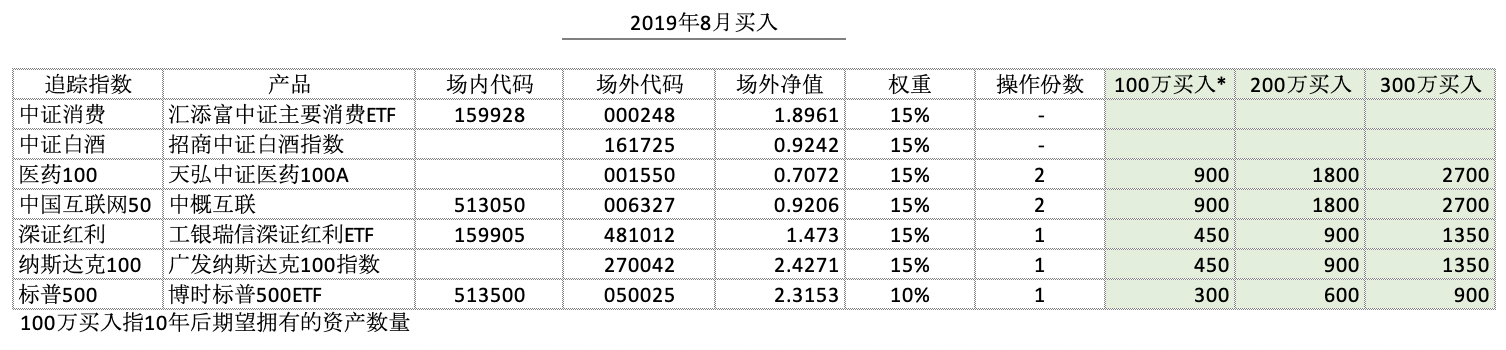 2019年8月买入
追踪指数 产品 场内代码 场外代码 场外净值 权重 操作份数 100万买入* 200万买入 300万买入
中证消费 汇添富中证主要消费ETF 159928 000248 1.8961 15% -
中证白酒 招商中证白酒指数 161725 0.9242 15% -
医药100 天弘中证医药100A 001550 0.7072 15% 2 900 1800 2700
中国互联网50 中概互联 513050 006327 0.9206 15% 2 900 1800 2700
深证红利 工银瑞信深证红利ETF 159905 481012 1.473 15% 1 450 900 1350
纳斯达克100 广发纳斯达克100指数 270042 2.4271 15% 1 450 900 1350
标普500 博时标普500ETF 513500 050025 2.3153 10% 1 300 600 900
100万买入指10年后期望拥有的资产数量